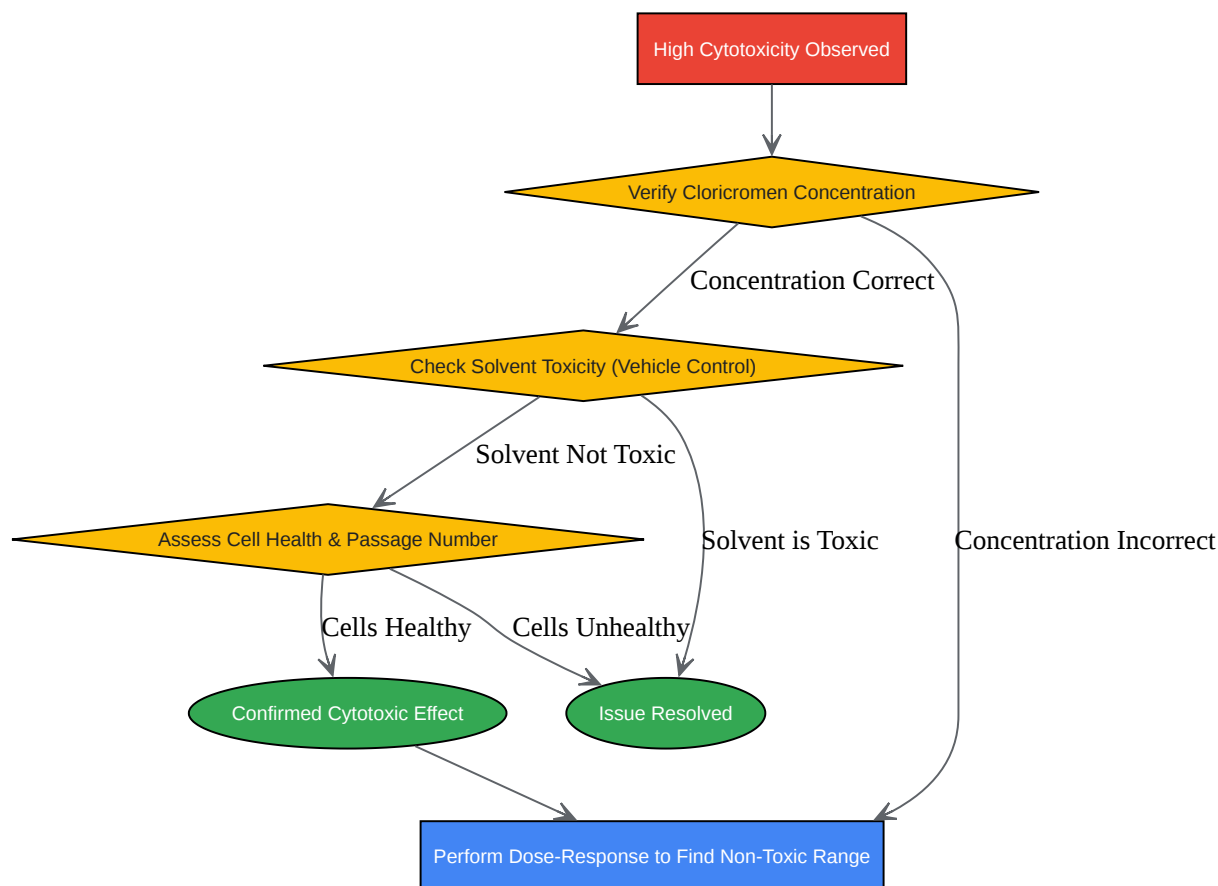 High Cytotoxicity Observed
Verify Cloricromen Concentration
Concentration Correct
Check Solvent Toxicity (Vehicle Control)
Solvent Not Toxic
Assess Cell Health & Passage Number
Solvent is Toxic
Concentration Incorrect
Cells Healthy
Cells Unhealthy
Confirmed Cytotoxic Effect
Issue Resolved
Perform Dose-Response to Find Non-Toxic Range